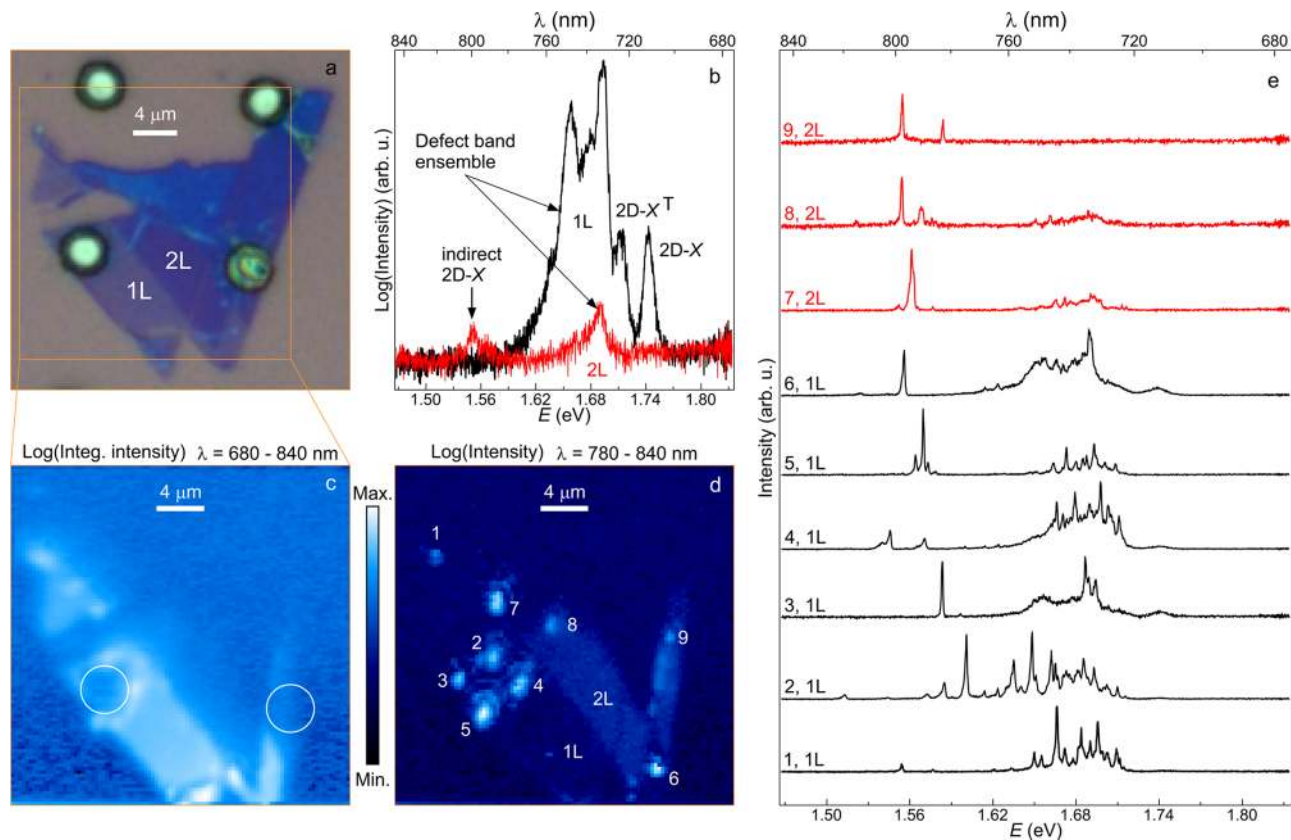 a
4 μm
2L
1L
λ (nm)
840 800 760 720 680
b
Log(Intensity) (arb. u.)
Defect band
ensemble
1L
2D-X^T
2D-X
indirect
2D-X
2L
1.50 1.56 1.62 1.68 1.74 1.80
E (eV)
Log(Integ. intensity) λ = 680 - 840 nm
c
4 μm
Max.
Min.
Log(Intensity) λ = 780 - 840 nm
d
4 μm
1
7
8
2
9
3
4
2L
5
1L
6
λ (nm)
840 800 760 720 680
e
Intensity (arb. u.)
9, 2L
8, 2L
7, 2L
6, 1L
5, 1L
4, 1L
3, 1L
2, 1L
1, 1L
1.50 1.56 1.62 1.68 1.74 1.80
E (eV)